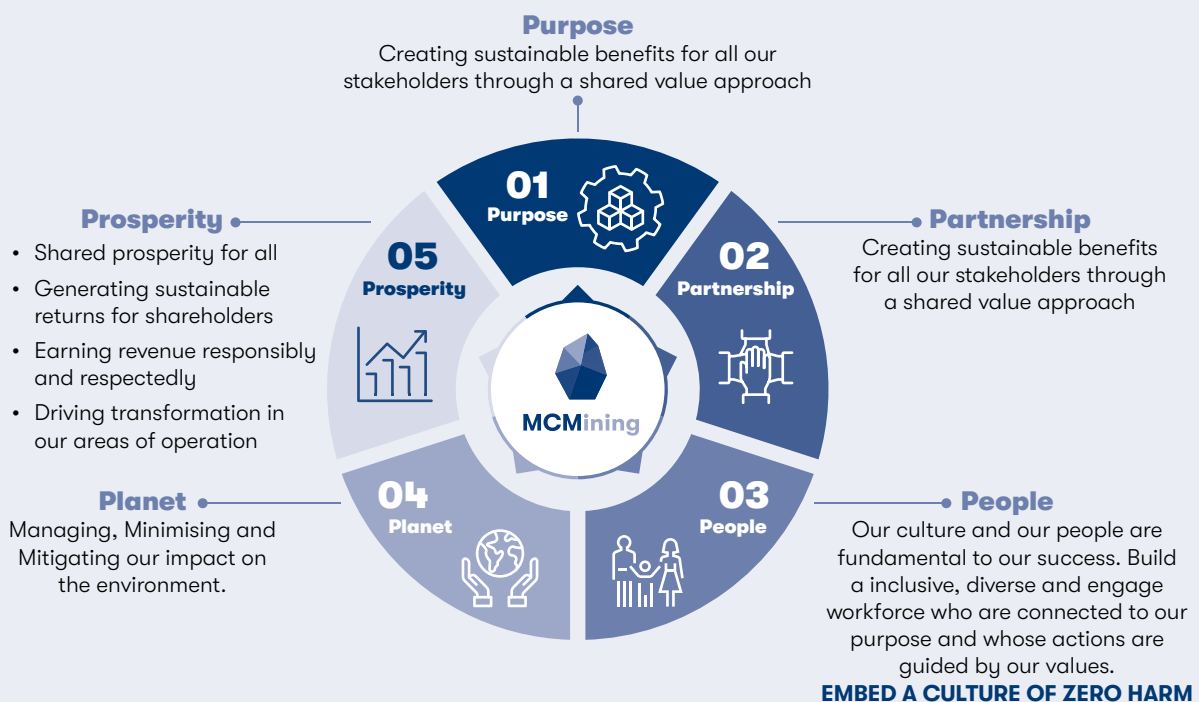 Purpose
Creating sustainable benefits for all our
stakeholders through a shared value approach
01
Purpose
Partnership
Creating sustainable benefits
for all our stakeholders through
a shared value approach
02
Partnership
People
Our culture and our people are
fundamental to our success. Build
a inclusive, diverse and engage
workforce who are connected to our
purpose and whose actions are
guided by our values.
EMBED A CULTURE OF ZERO HARM
03
People
Planet
Managing, Minimising and
Mitigating our impact on
the environment.
04
Planet
Prosperity
• Shared prosperity for all
• Generating sustainable
returns for shareholders
• Earning revenue responsibly
and respectedly
• Driving transformation in
our areas of operation
05
Prosperity
MCMining